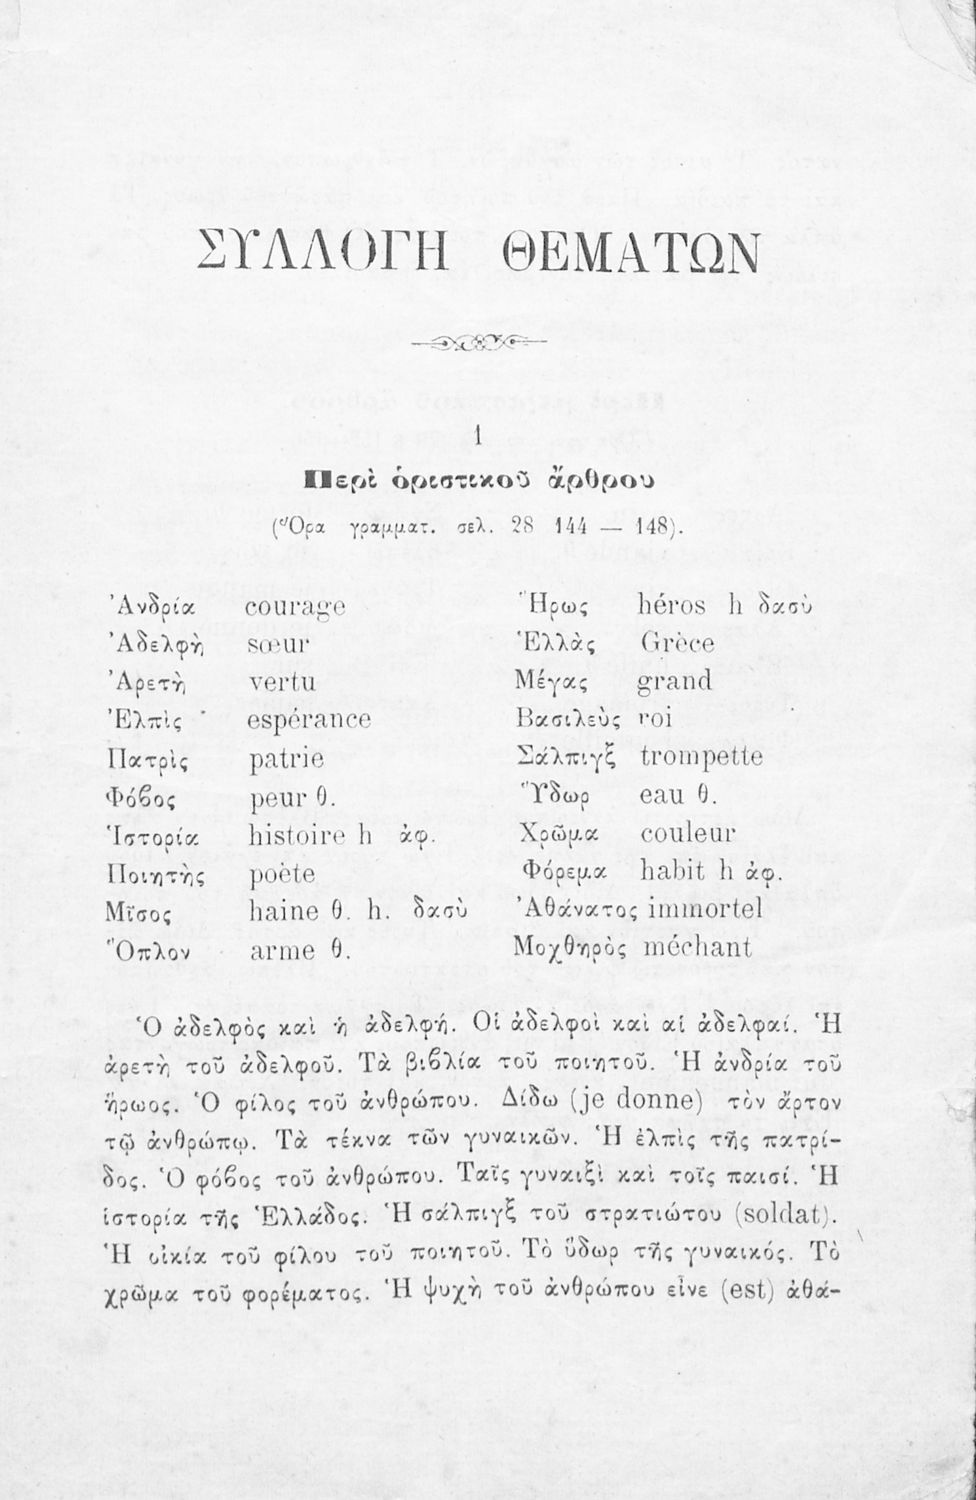 ΣΥΛΛΟΓΗ ΘΕΜΑΤΩΝ
1
Περὶ ὁριστικοῦ ἄρθρου
(Ὅρα γραμματ. σελ. 28 144 — 148).
Ἀνδρία courage Ἥρως héros h δασὺ
Ἀδελφὴ sœur Ἑλλὰς Grèce
Ἀρετὴ vertu Μέγας grand
Ἐλπὶς espérance Βασιλεὺς roi
Πατρὶς patrie Σάλπιγξ trompette
Φόβος peur θ. Ὕδωρ eau θ.
Ἱστορία histoire h ἀφ. Χρῶμα couleur
Ποιητὴς poète Φόρεμα habit h ἀφ.
Μῖσος haine θ. h. δασὺ Ἀθάνατος immortel
Ὅπλον arme θ. Μοχθηρὸς méchant
Ὁ ἀδελφὸς καὶ ἡ ἀδελφή. Οἱ ἀδελφοὶ καὶ αἱ ἀδελφαί. Ἡ
ἀρετὴ τοῦ ἀδελφοῦ. Τὰ βιβλία τοῦ ποιητοῦ. Ἡ ἀνδρία τοῦ
ἥρωος. Ὁ φίλος τοῦ ἀνθρώπου. Δίδω (je donne) τὸν ἄρτον
τῷ ἀνθρώπῳ. Τὰ τέκνα τῶν γυναικῶν. Ἡ ἐλπὶς τῆς πατρί-
δος. Ὁ φόβος τοῦ ἀνθρώπου. Ταῖς γυναιξὶ καὶ τοῖς παισί. Ἡ
ἱστορία τῆς Ἑλλάδος. Ἡ σάλπιγξ τοῦ στρατιώτου (soldat).
Ἡ οἰκία τοῦ φίλου τοῦ ποιητοῦ. Τὸ ὕδωρ τῆς γυναικός. Τὸ
χρῶμα τοῦ φορέματος. Ἡ ψυχὴ τοῦ ἀνθρώπου εἶνε (est) ἀθά-